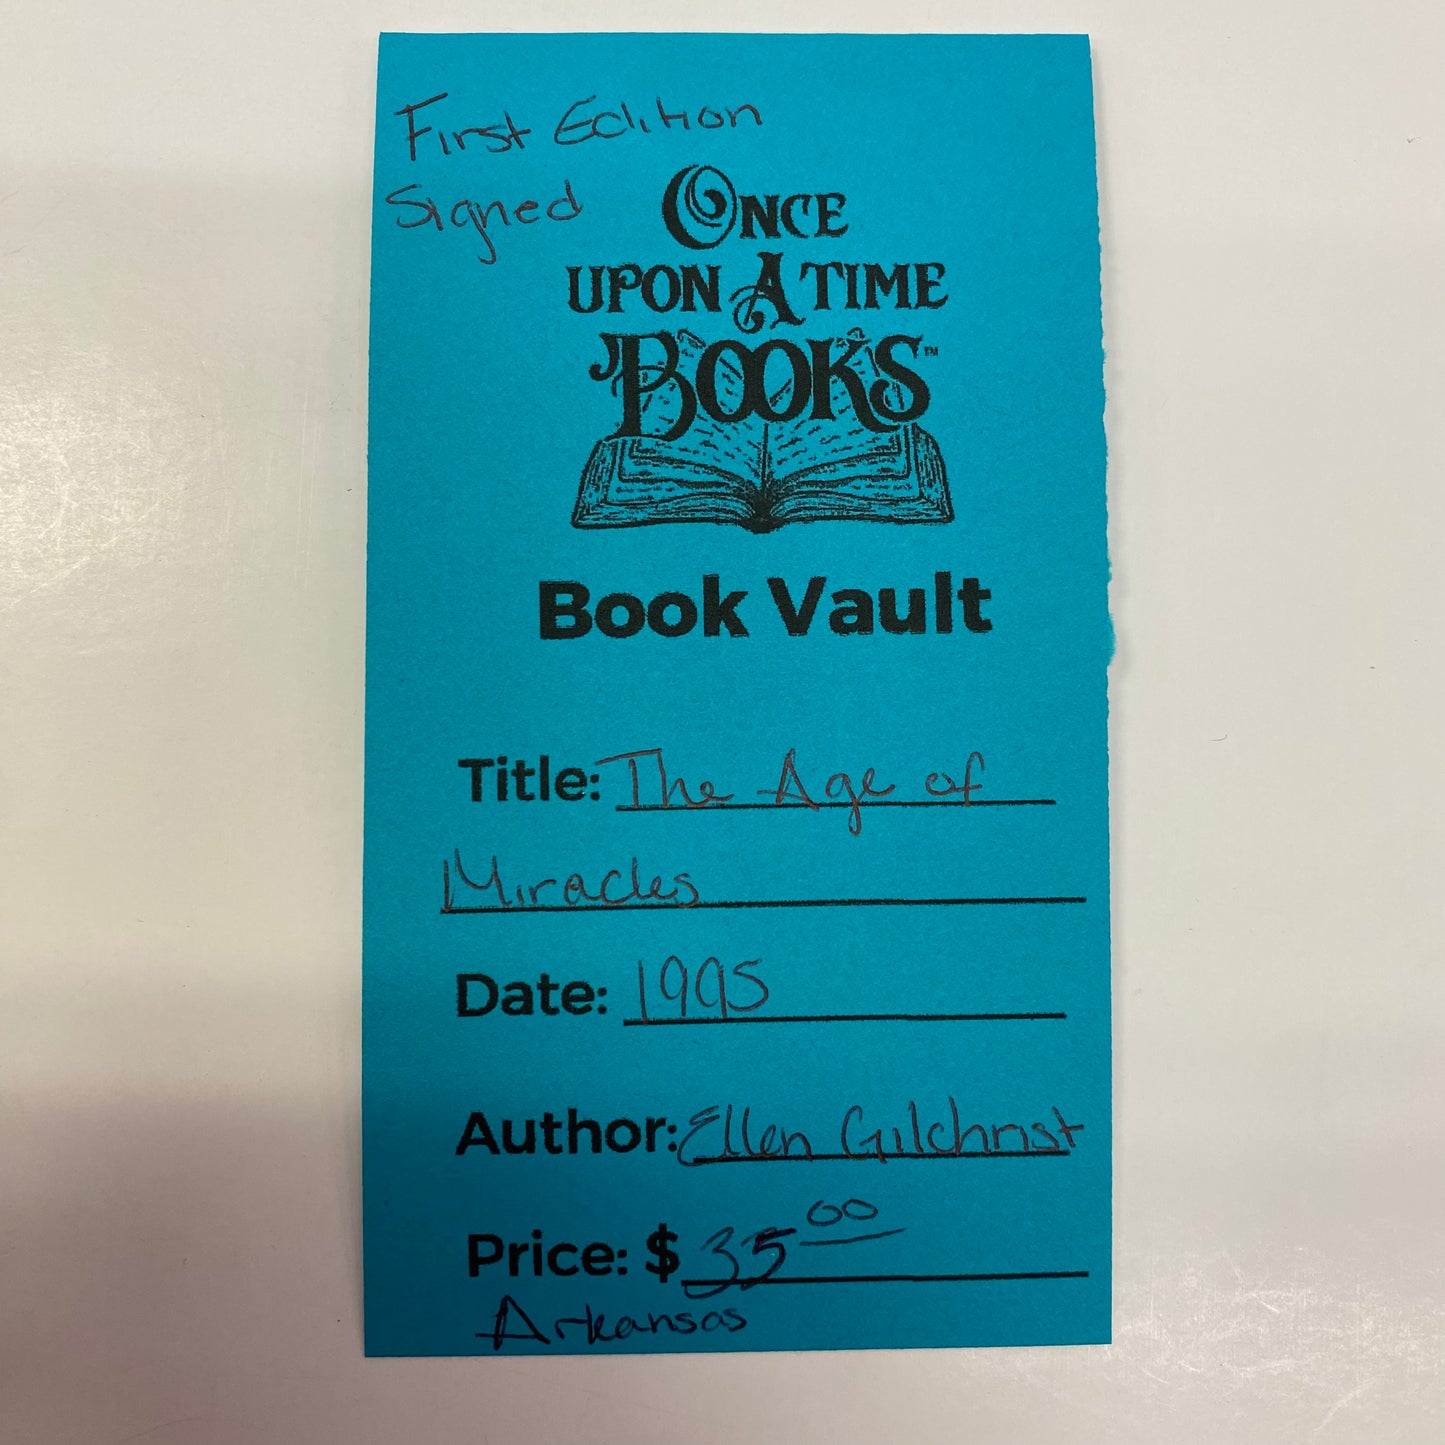 First Edition
Signed
ONCE
UPON A TIME
BOOKS™
Book Vault
Title: The Age of
Miracles
Date: 1995
Author: Ellen Gilchrist
Price: $ 35 00
Arkansas